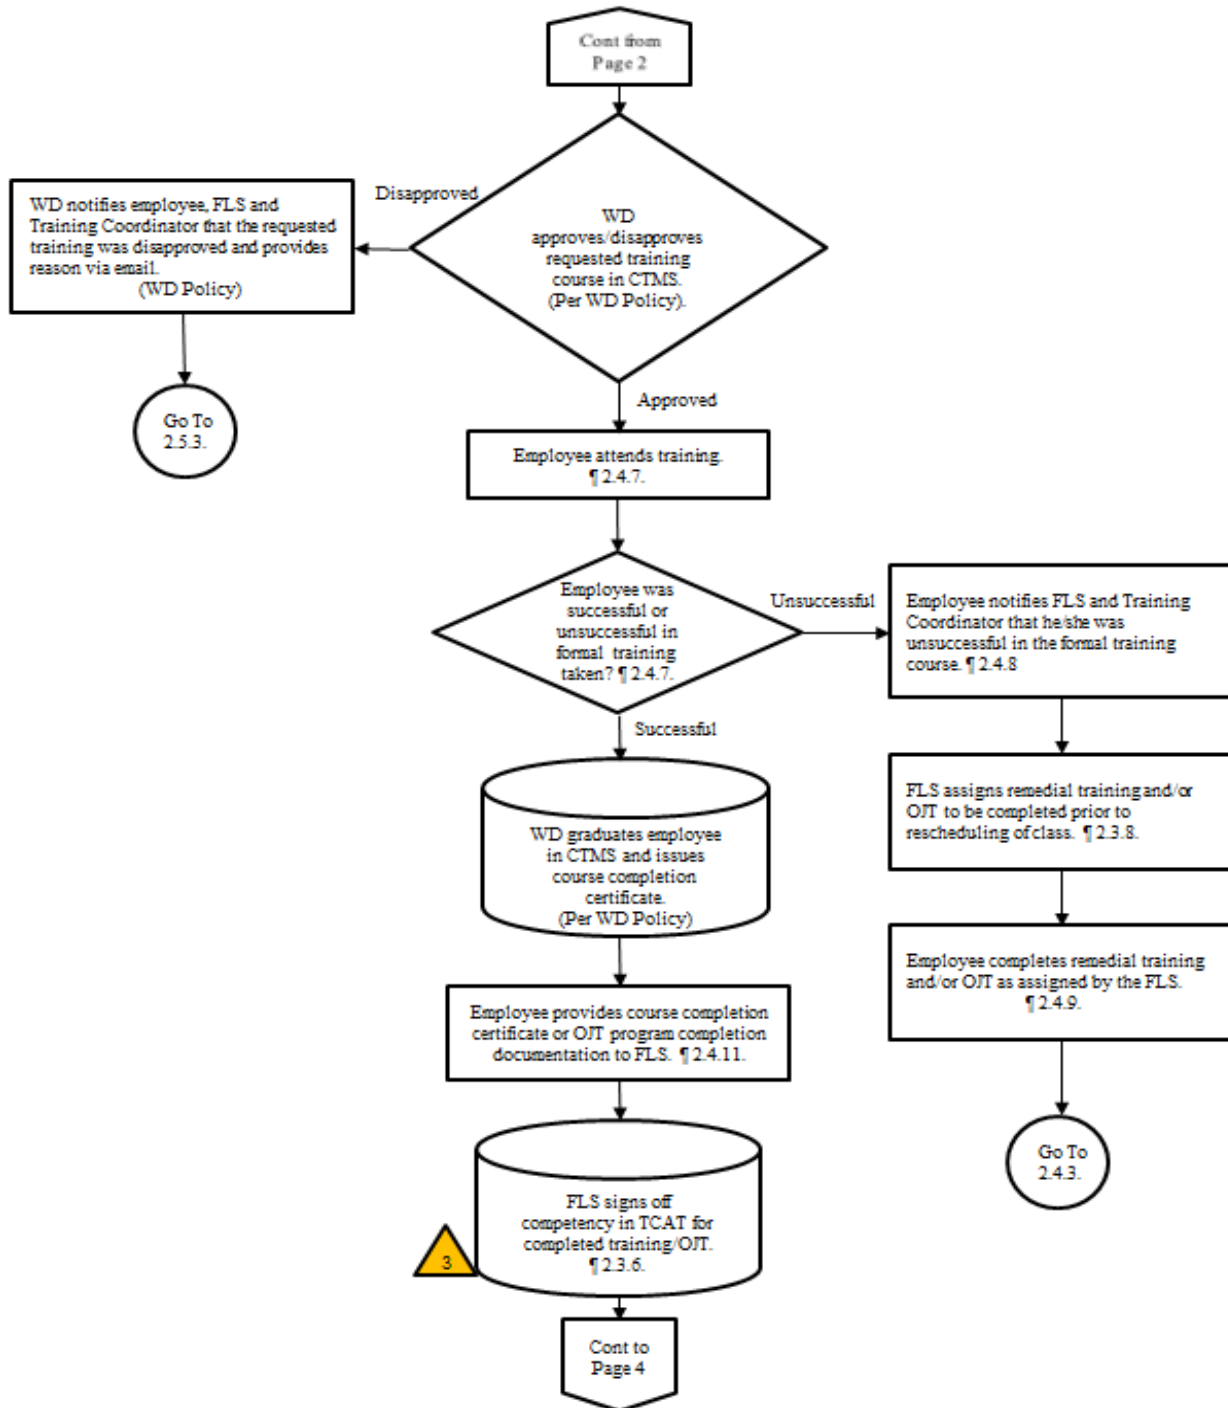 Cont from
Page 2
WD
approves/disapproves
requested training
course in CTMS.
(Per WD Policy).
Disapproved
WD notifies employee, FLS and
Training Coordinator that the requested
training was disapproved and provides
reason via email.
(WD Policy)
Go To
2.5.3.
Approved
Employee attends training.
¶ 2.4.7.
Employee was
successful or
unsuccessful in
formal training
taken? ¶ 2.4.7.
Unsuccessful
Employee notifies FLS and Training
Coordinator that he/she was
unsuccessful in the formal training
course. ¶ 2.4.8
FLS assigns remedial training and/or
OJT to be completed prior to
rescheduling of class. ¶ 2.3.8.
Employee completes remedial training
and/or OJT as assigned by the FLS.
¶ 2.4.9.
Go To
2.4.3.
Successful
WD graduates employee
in CTMS and issues
course completion
certificate.
(Per WD Policy)
Employee provides course completion
certificate or OJT program completion
documentation to FLS. ¶ 2.4.11.
FLS signs off
competency in TCAT for
completed training/OJT.
¶ 2.3.6.
3
Cont to
Page 4